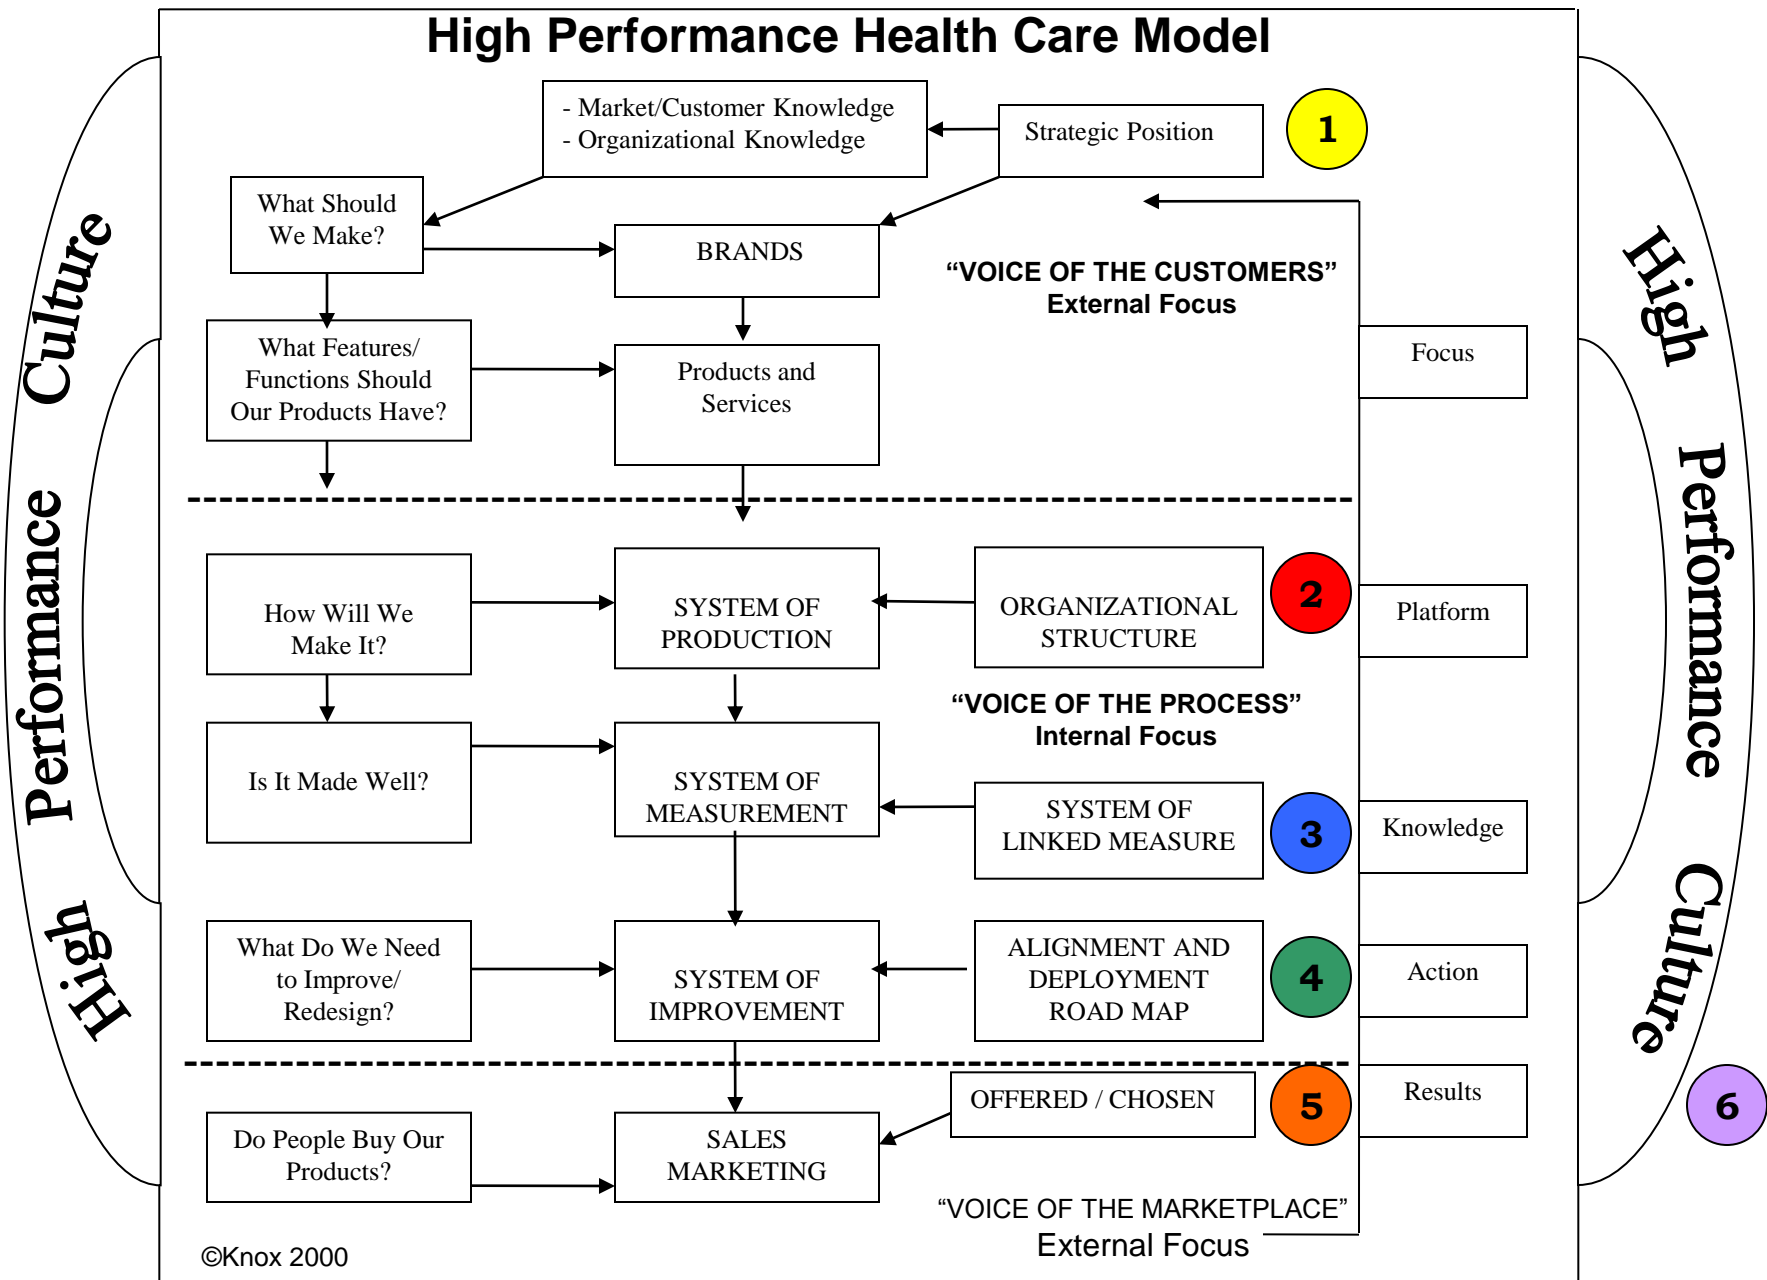 High Performance Health Care Model
- Market/Customer Knowledge
- Organizational Knowledge
Strategic Position
1
What Should
We Make?
BRANDS
“VOICE OF THE CUSTOMERS”
External Focus
What Features/
Functions Should
Our Products Have?
Products and
Services
Focus
How Will We
Make It?
SYSTEM OF
PRODUCTION
ORGANIZATIONAL
STRUCTURE
2
Platform
“VOICE OF THE PROCESS”
Internal Focus
Is It Made Well?
SYSTEM OF
MEASUREMENT
SYSTEM OF
LINKED MEASURE
3
Knowledge
What Do We Need
to Improve/
Redesign?
SYSTEM OF
IMPROVEMENT
ALIGNMENT AND
DEPLOYMENT
ROAD MAP
4
Action
OFFERED / CHOSEN
5
Results
Do People Buy Our
Products?
SALES
MARKETING
“VOICE OF THE MARKETPLACE”
External Focus
©Knox 2000
High Performance Culture
High Performance Culture
6